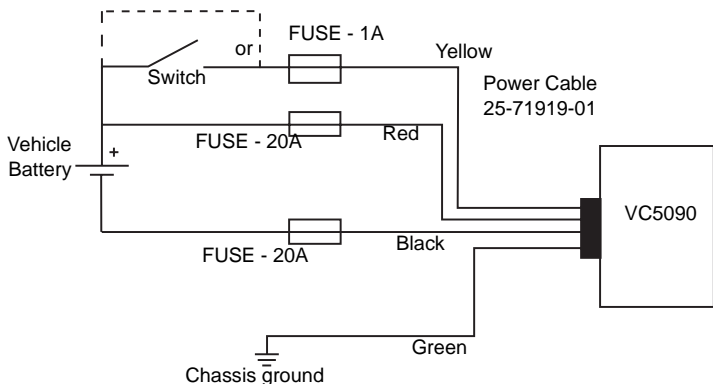 FUSE - 1A
or
Switch
Yellow
Power Cable
25-71919-01
FUSE - 20A
Red
Vehicle
Battery
+
VC5090
FUSE - 20A
Black
Green
Chassis ground